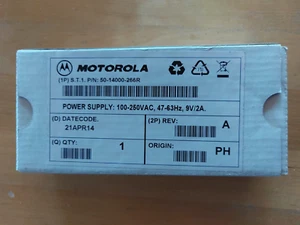 MOTOROLA
(1P) S.T.1. P/N: 50-14000-266R
POWER SUPPLY: 100-250VAC, 47-63Hz, 9V/2A.
(D) DATECODE.
21APR14
(2P) REV:
A
(Q) QTY:
1
ORIGIN:
PH